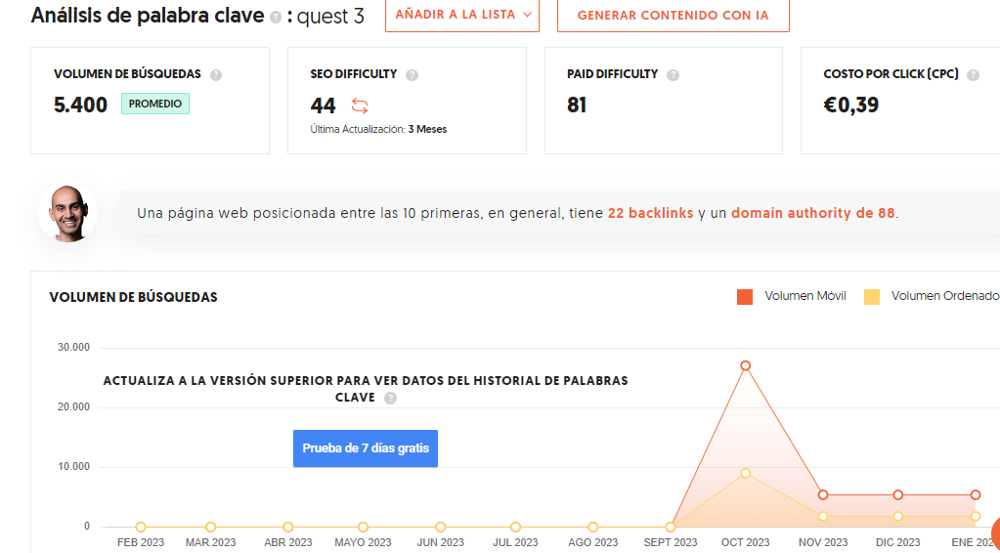 Análisis de palabra clave ? : quest 3
AÑADIR A LA LISTA
GENERAR CONTENIDO CON IA
VOLUMEN DE BÚSQUEDAS ?
5.400 PROMEDIO
SEO DIFFICULTY ?
44
Última Actualización: 3 Meses
PAID DIFFICULTY ?
81
COSTO POR CLICK (CPC) ?
€0,39
Una página web posicionada entre las 10 primeras, en general, tiene 22 backlinks y un domain authority de 88.
VOLUMEN DE BÚSQUEDAS
Volumen Móvil
Volumen Ordenado
30.000
20.000
10.000
0
ACTUALIZA A LA VERSIÓN SUPERIOR PARA VER DATOS DEL HISTORIAL DE PALABRAS
CLAVE ?
Prueba de 7 días gratis
FEB 2023 MAR 2023 ABR 2023 MAYO 2023 JUN 2023 JUL 2023 AGO 2023 SEPT 2023 OCT 2023 NOV 2023 DIC 2023 ENE